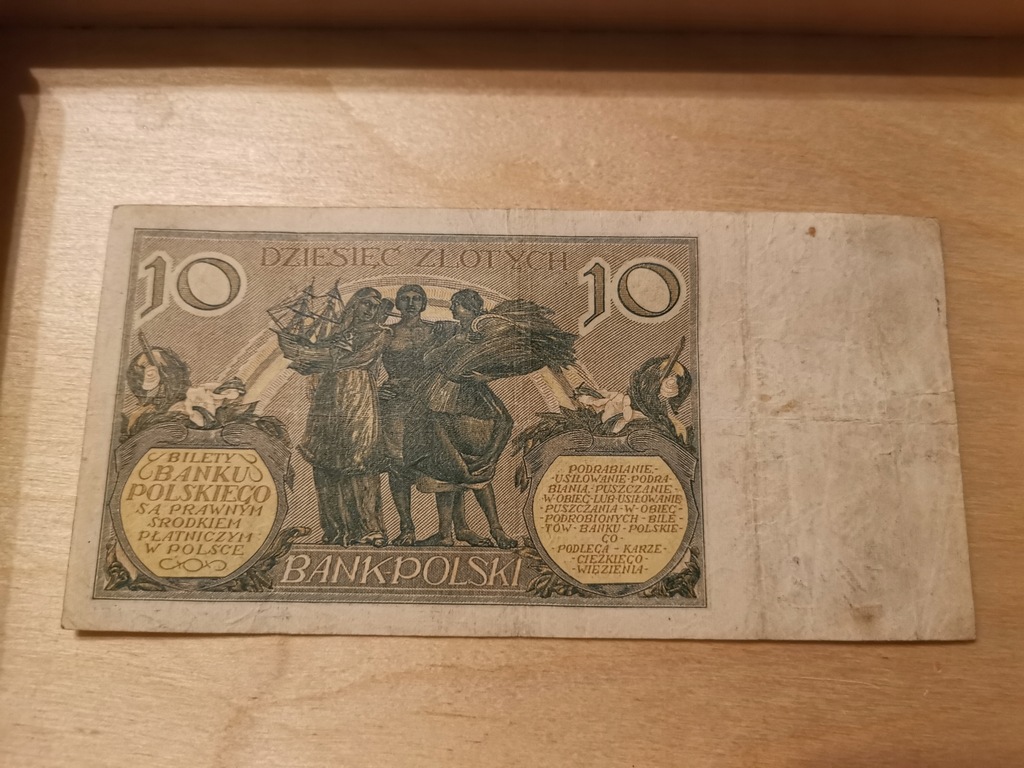 10 DZIESIĘĆ ZŁOTYCH 10
BILETY
BANKU
POLSKIEGO
SĄ PRAWNYM
ŚRODKIEM
PŁATNICZYM
W POLSCE
PODRABIANIE-
USIŁOWANIE-PODRA-
BIANIA, PUSZCZANIE
W-OBIEG-LUB-USIŁOWANIE
-PUSZCZANIA-W-OBIEG-
-PODROBIONYCH-BILE-
TÓW-BANKU-POLSKIE-
GO-
PODLEGA-KARZE-
-CIĘŻKIEGO-
-WIĘZIENIA-
BANK POLSKI